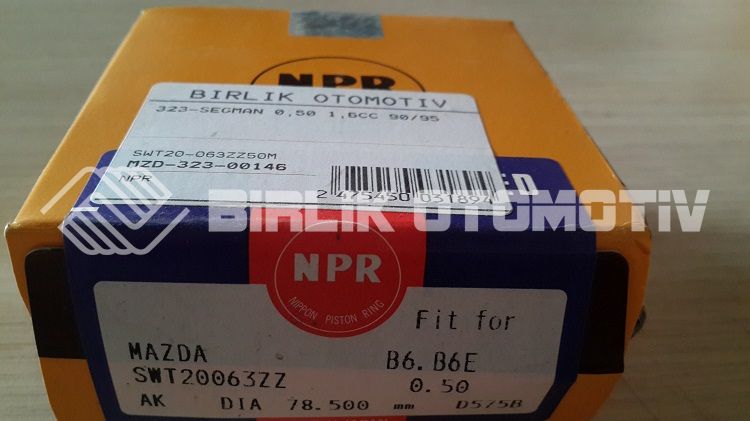 NPR
BIRLIK OTOMOTIV
323-SEGMAN 0,50 1,6CC 90/95
SWT20-063ZZ50M
MZD-323-00146
NPR
BIRLIK OTOMOTİV
NPR
NIPPON PISTON RING
Fit for
MAZDA B6.B6E
SWT20063ZZ 0.50
AK DIA 78.500 mm D575B